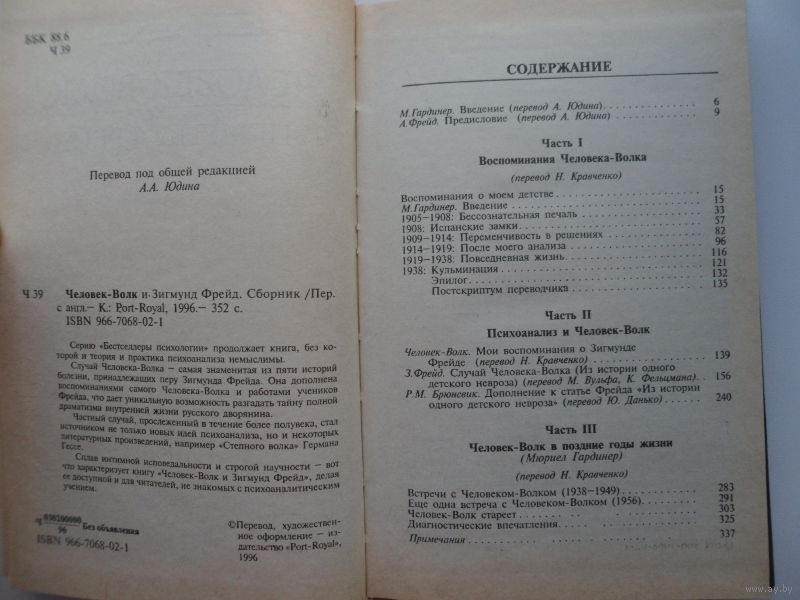 ББК 88.6
Ч 39
Перевод под общей редакцией
А.А. Юдина
Ч 39
Человек-Волк и Зигмунд Фрейд. Сборник /Пер.
с англ.– К.: Port-Royal, 1996.– 352 с.
ISBN 966-7068-02-1
Серию «Бестселлеры психологии» продолжает книга, без ко-
торой и теория и практика психоанализа немыслимы.
Случай Человека-Волка – самая знаменитая из пяти историй
болезни, принадлежащих перу Зигмунда Фрейда. Она дополнена
воспоминаниями самого Человека-Волка и работами учеников
Фрейда, что дает уникальную возможность разгадать тайну полной
драматизма внутренней жизни русского дворянина.
Частный случай, прослеженный в течение более полувека, стал
источником не только новых идей психоанализа, но и некоторых
литературных произведений, например «Степного волка» Германа
Гессе.
Сплав интимной исповедальности и строгой научности – вот
что характеризует книгу «Человек-Волк и Зигмунд Фрейд», делая
ее доступной и для читателей, не знакомых с психоаналитическим
учением.
Ч 030200000 Без объявления
96
ISBN 966-7068-02-1
©Перевод, художествен-
ное оформление – из-
дательство «Port-Royal»,
1996
СОДЕРЖАНИЕ
М.Гардинер. Введение (перевод А. Юдина) 6
А.Фрейд. Предисловие (перевод А. Юдина) 9
Часть I
Воспоминания Человека-Волка
(перевод Н. Кравченко)
Воспоминания о моем детстве 15
М.Гардинер. Введение 15
1905–1908: Бессознательная печаль 33
1908: Испанские замки 57
1909–1914: Переменчивость в решениях 82
1914–1919: После моего анализа 96
1919–1938: Повседневная жизнь 116
1938: Кульминация 121
Эпилог 132
Постскриптум переводчика 135
Часть II
Психоанализ и Человек-Волк
Человек-Волк. Мои воспоминания о Зигмунде
Фрейде (перевод Н. Кравченко) 139
З.Фрейд. Случай Человека-Волка (Из истории одного
детского невроза) (перевод М. Вульфа, К. Фельцмана) 156
Р.М. Брюнсвик. Дополнение к статье Фрейда «Из истории
одного детского невроза» (перевод Ю. Данько) 240
Часть III
Человек-Волк в поздние годы жизни
(Мюриел Гардинер)
(перевод Н. Кравченко)
Встречи с Человеком-Волком (1938–1949) 283
Еще одна встреча с Человеком-Волком (1956) 291
Человек-Волк стареет 303
Диагностические впечатления 325
Примечания 337
www.ay.by